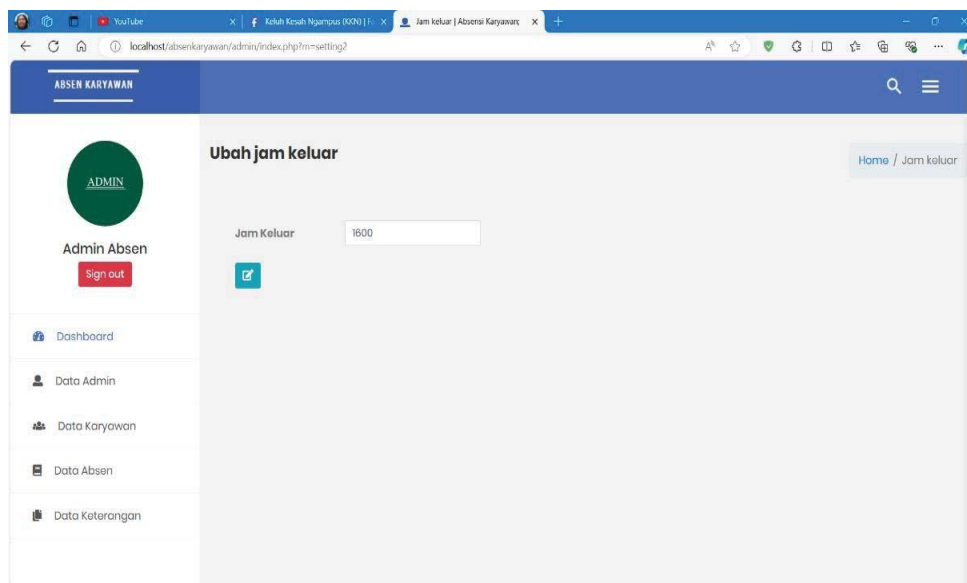 YouTube
Keluh Kesah Ngampus (KKN) | F
Jam keluar | Absensi Karyawan
localhost/absenkaryawan/admin/index.php?m=setting2
ABSEN KARYAWAN
Ubah jam keluar
Home / Jam keluar
ADMIN
Jam Keluar 1600
Admin Absen
Sign out
Dashboard
Data Admin
Data Karyawan
Data Absen
Data Keterangan